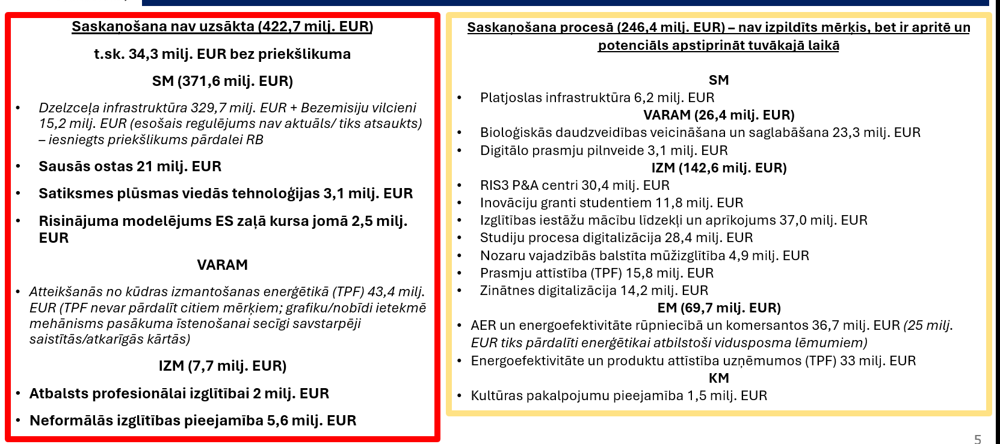 Saskaņošana nav uzsākta (422,7 milj. EUR)
t.sk. 34,3 milj. EUR bez priekšlikuma
SM (371,6 milj. EUR)
• Dzelzceļa infrastruktūra 329,7 milj. EUR + Bezemisiju vilcieni
15,2 milj. EUR (esošais regulējums nav aktuāls/ tiks atsaukts)
– iesniegts priekšlikums pārdalei RB
• Sausās ostas 21 milj. EUR
• Satiksmes plūsmas viedās tehnoloģijas 3,1 milj. EUR
• Risinājuma modelējums ES zaļā kursa jomā 2,5 milj.
EUR
VARAM
• Atteikšanās no kūdras izmantošanas enerģētikā (TPF) 43,4 milj.
EUR (TPF nevar pārdalīt citiem mērķiem; grafiku/nobīdi ietekmē
mehānisms pasākuma īstenošanai secīgi savstarpēji
saistītās/atkarīgās kārtās)
IZM (7,7 milj. EUR)
• Atbalsts profesionālai izglītībai 2 milj. EUR
• Neformālās izglītības pieejamība 5,6 milj. EUR
Saskaņošana procesā (246,4 milj. EUR) – nav izpildīts mērķis, bet ir apritē un
potenciāls apstiprināt tuvākajā laikā
SM
• Platjoslas infrastruktūra 6,2 milj. EUR
VARAM (26,4 milj. EUR)
• Bioloģiskās daudzveidības veicināšana un saglabāšana 23,3 milj. EUR
• Digitālo prasmju pilnveide 3,1 milj. EUR
IZM (142,6 milj. EUR)
• RIS3 P&A centri 30,4 milj. EUR
• Inovāciju granti studentiem 11,8 milj. EUR
• Izglītības iestāžu mācību līdzekļi un aprīkojums 37,0 milj. EUR
• Studiju procesa digitalizācija 28,4 milj. EUR
• Nozaru vajadzībās balstīta mūžizglītība 4,9 milj. EUR
• Prasmju attīstība (TPF) 15,8 milj. EUR
• Zinātnes digitalizācija 14,2 milj. EUR
EM (69,7 milj. EUR)
• AER un energoefektivitāte rūpniecībā un komersantos 36,7 milj. EUR (25 milj.
EUR tiks pārdalīti enerģētikai atbilstoši vidusposma lēmumiem)
• Energoefektivitāte un produktu attīstība uzņēmumos (TPF) 33 milj. EUR
KM
• Kultūras pakalpojumu pieejamība 1,5 milj. EUR
5